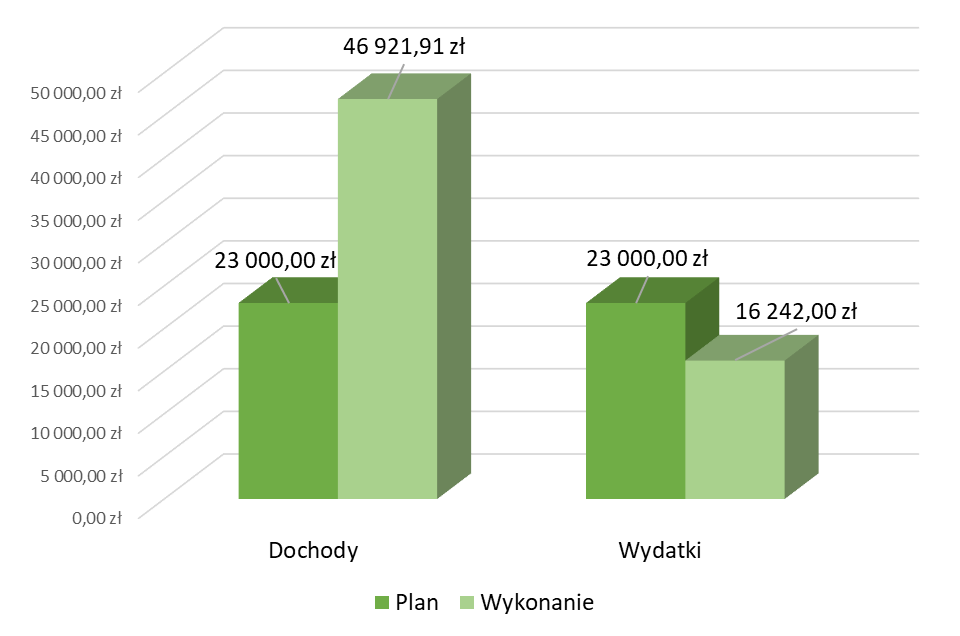 46 921,91 zł
50 000,00 zł
45 000,00 zł
40 000,00 zł
35 000,00 zł
30 000,00 zł
25 000,00 zł
20 000,00 zł
15 000,00 zł
10 000,00 zł
5 000,00 zł
0,00 zł
23 000,00 zł
23 000,00 zł
16 242,00 zł
Dochody
Wydatki
Plan
Wykonanie